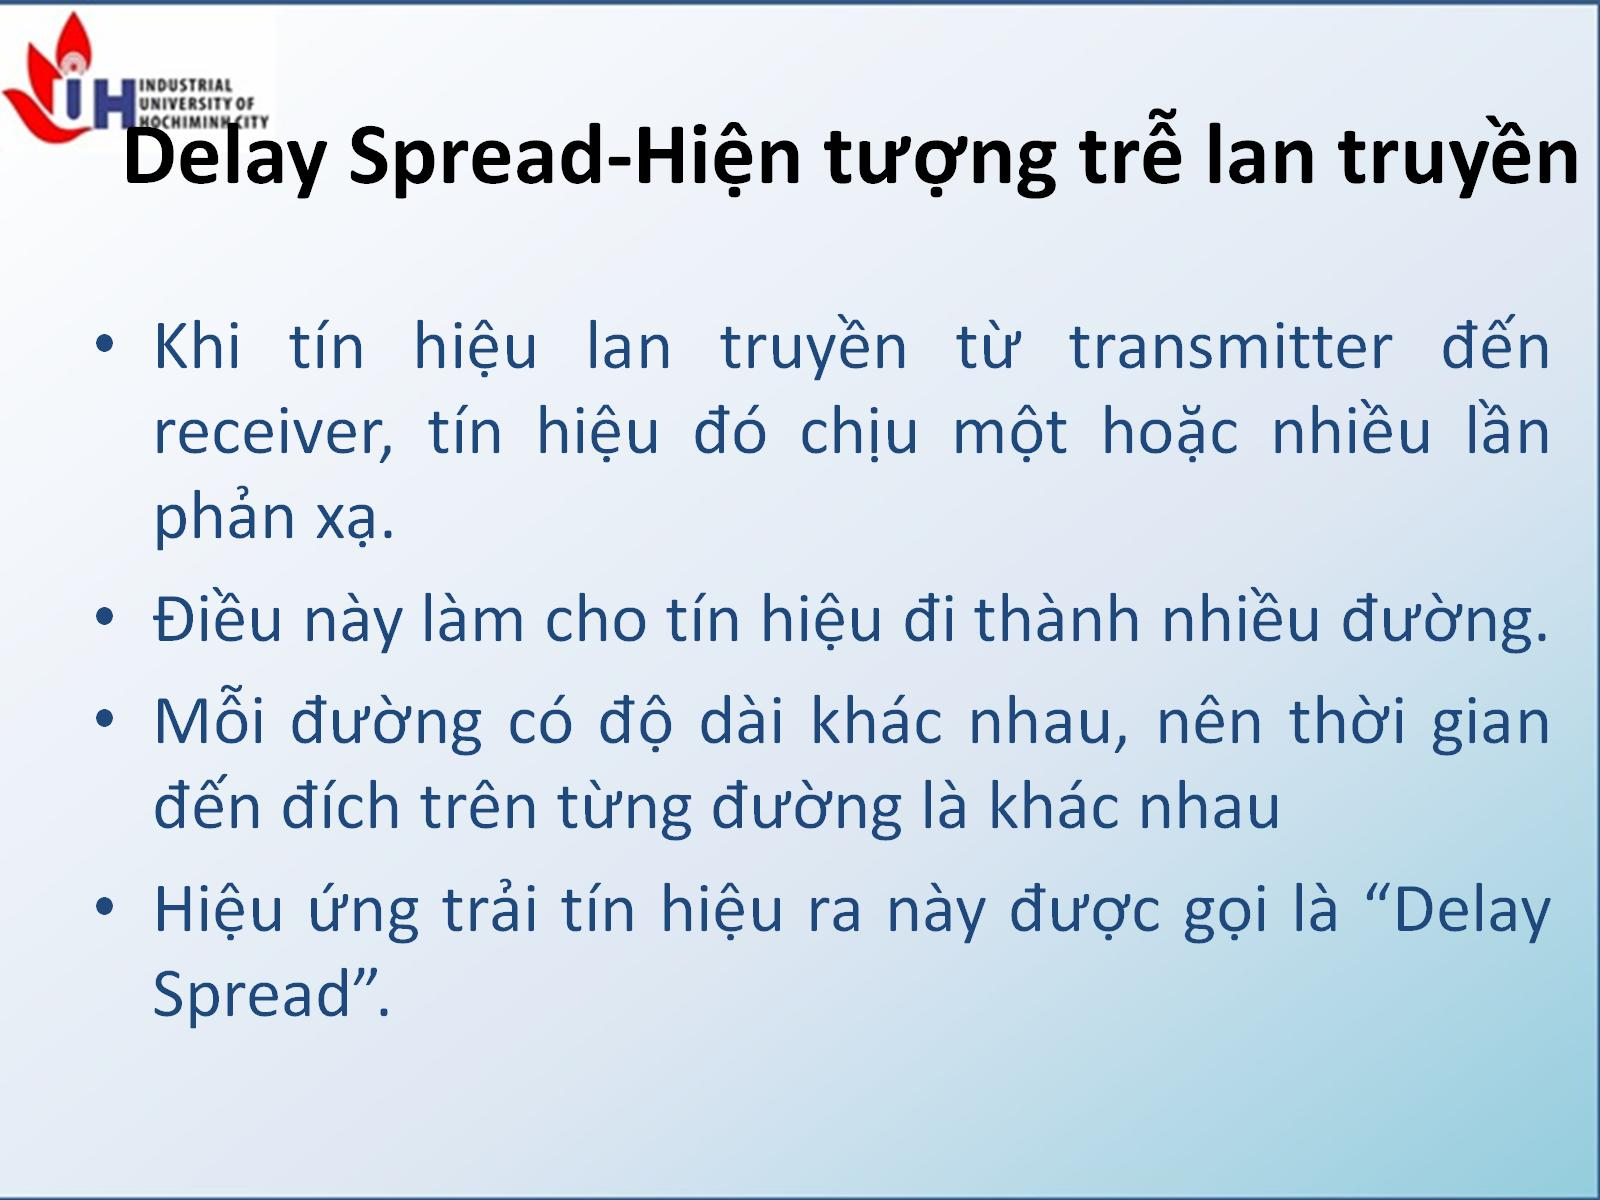 INDUSTRIAL
UNIVERSITY OF
HOCHIMINH CITY
Delay Spread-Hiện tượng trễ lan truyền
• Khi tín hiệu lan truyền từ transmitter đến
receiver, tín hiệu đó chịu một hoặc nhiều lần
phản xạ.
• Điều này làm cho tín hiệu đi thành nhiều đường.
• Mỗi đường có độ dài khác nhau, nên thời gian
đến đích trên từng đường là khác nhau
• Hiệu ứng trải tín hiệu ra này được gọi là “Delay
Spread”.